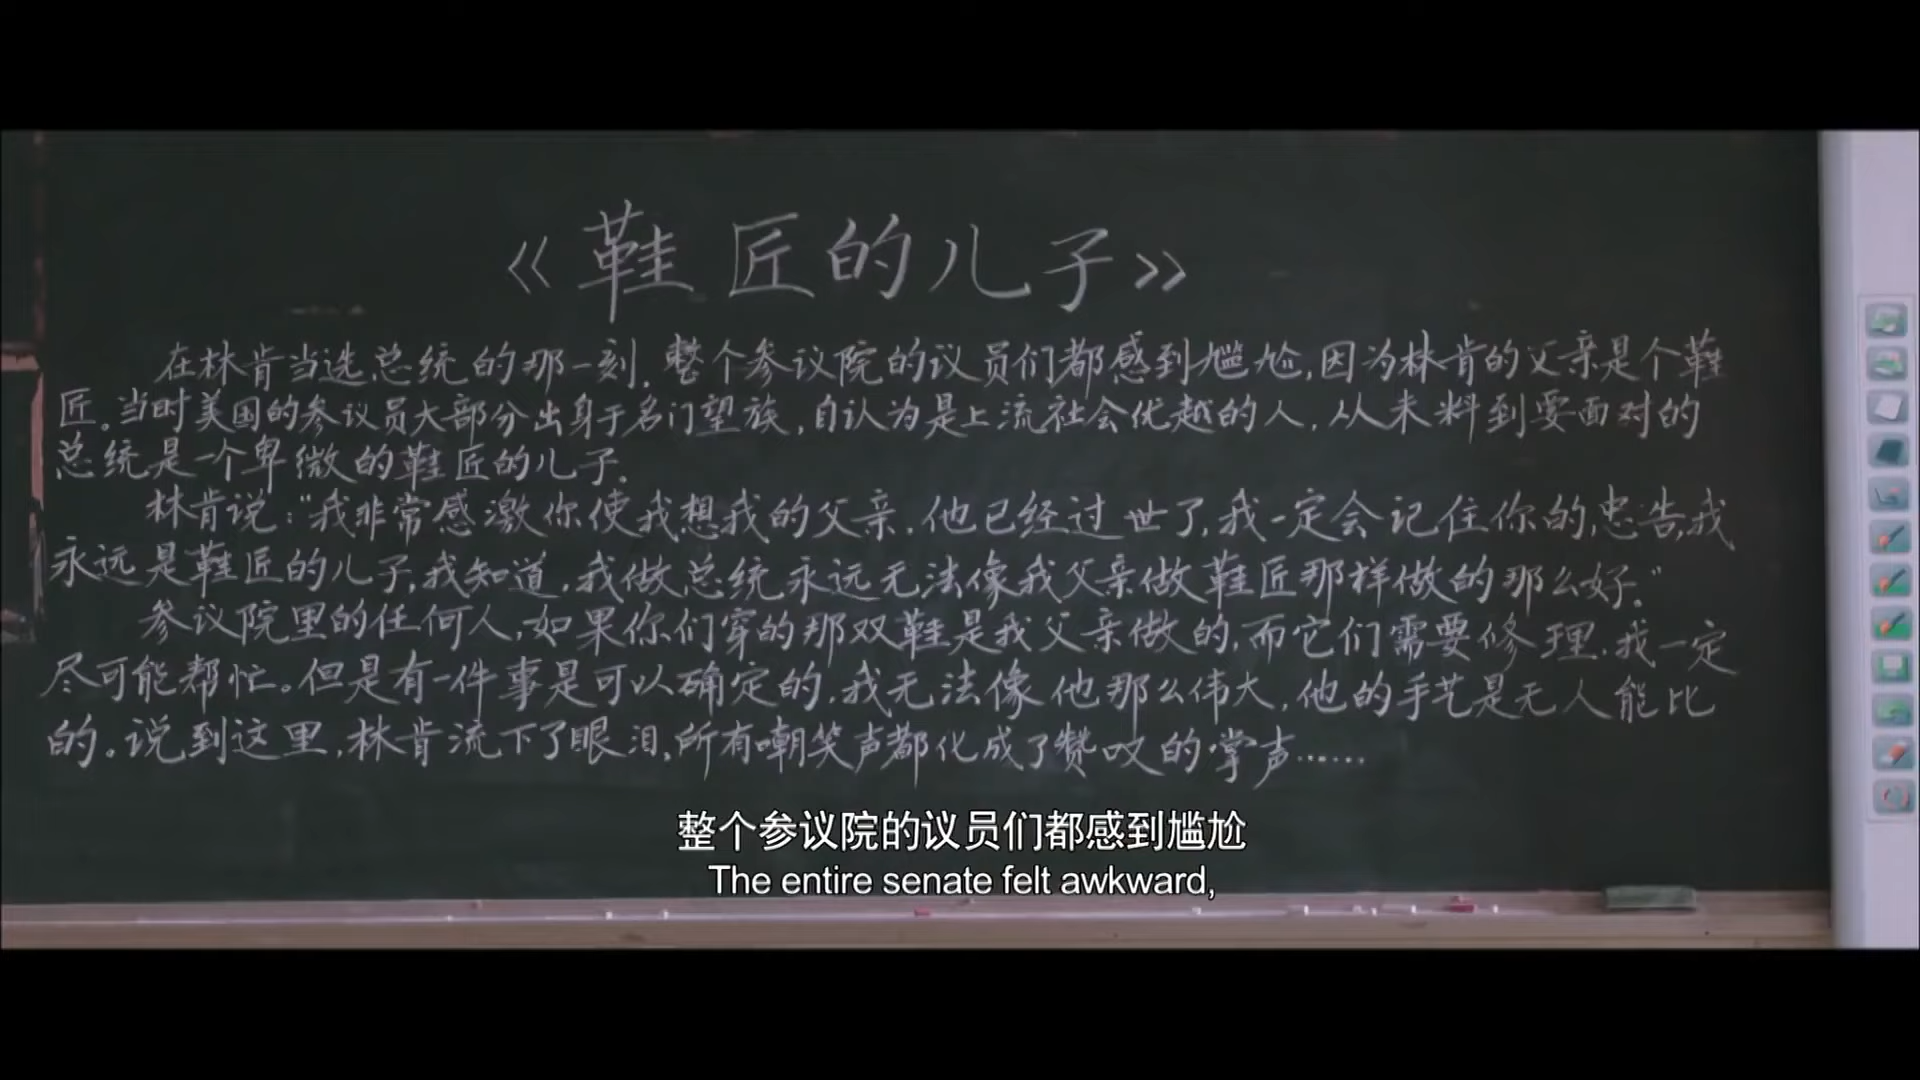 《鞋匠的儿子》
在林肯当选总统的那一刻，整个参议院的议员们都感到尴尬，因为林肯的父亲是个鞋
匠。当时美国的参议员大部分出身于名门望族，自认为是上流社会优越的人，从未料到要面对的
总统是一个卑微的鞋匠的儿子。
林肯说：“我非常感激你使我想我的父亲，他已经过世了，我一定会记住你的忠告，我
永远是鞋匠的儿子，我知道，我做总统永远无法像我父亲做鞋匠那样做的那么好。”
参议院里的任何人，如果你们穿的那双鞋是我父亲做的，而它们需要修理，我一定
尽可能帮忙。但是有一件事是可以确定的，我无法像他那么伟大，他的手艺是无人能比
的。说到这里，林肯流下了眼泪，所有嘲笑声都化成了赞叹的掌声……
整个参议院的议员们都感到尴尬
The entire senate felt awkward,